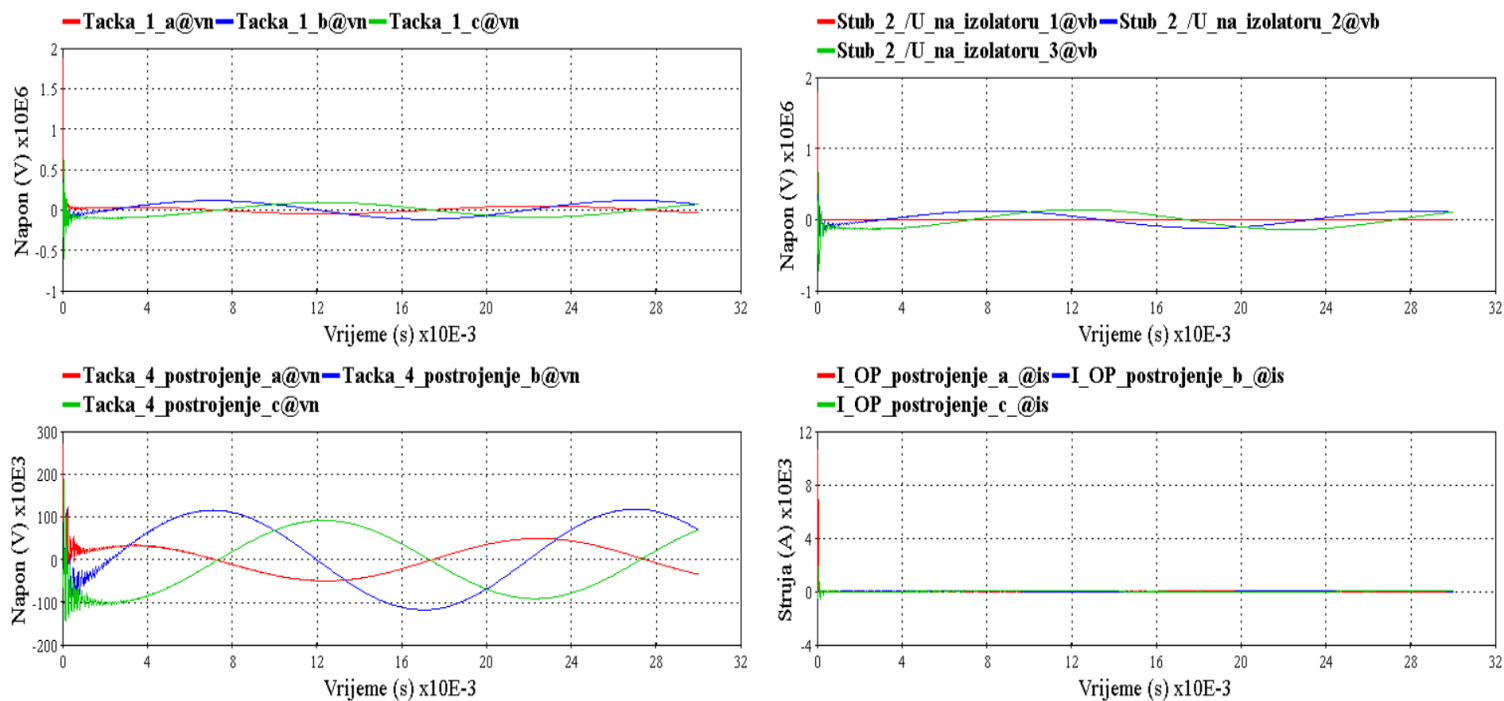 Tacka_1_a@vn Tacka_1_b@vn Tacka_1_c@vn
Napon (V) x10E6
2
1.5
1
0.5
0
-0.5
-1
0 4 8 12 16 20 24 28 32
Vrijeme (s) x10E-3
Stub_2_/U_na_izolatoru_1@vb Stub_2_/U_na_izolatoru_2@vb
Stub_2_/U_na_izolatoru_3@vb
Napon (V) x10E6
2
1
0
-1
0 4 8 12 16 20 24 28 32
Vrijeme (s) x10E-3
Tacka_4_postrojenje_a@vn Tacka_4_postrojenje_b@vn
Tacka_4_postrojenje_c@vn
Napon (V) x10E3
300
200
100
0
-100
-200
0 4 8 12 16 20 24 28 32
Vrijeme (s) x10E-3
I_OP_postrojenje_a_@is I_OP_postrojenje_b_@is
I_OP_postrojenje_c_@is
Struja (A) x10E3
12
8
4
0
-4
0 4 8 12 16 20 24 28 32
Vrijeme (s) x10E-3